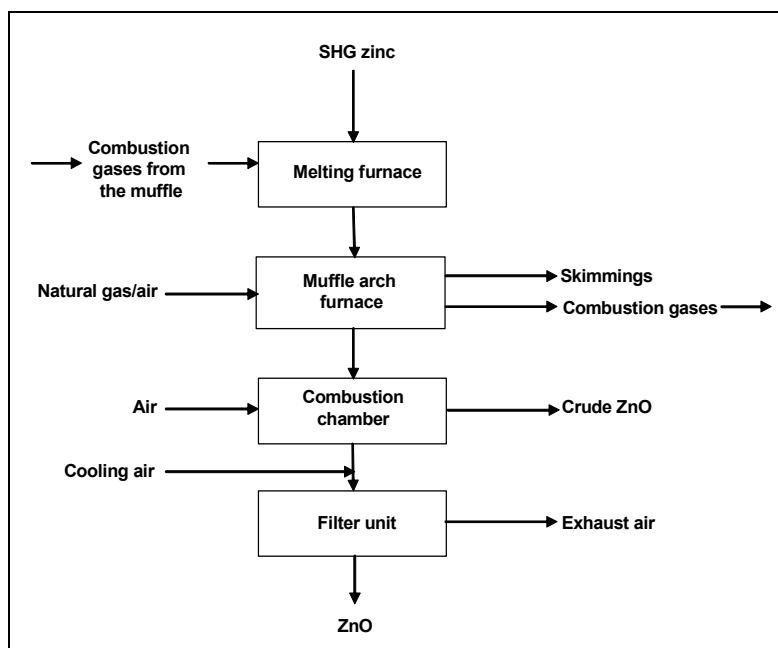 SHG zinc
Combustion
gases from
the muffle
Melting furnace
Natural gas/air
Muffle arch
furnace
Skimmings
Combustion gases
Air
Combustion
chamber
Crude ZnO
Cooling air
Filter unit
Exhaust air
ZnO